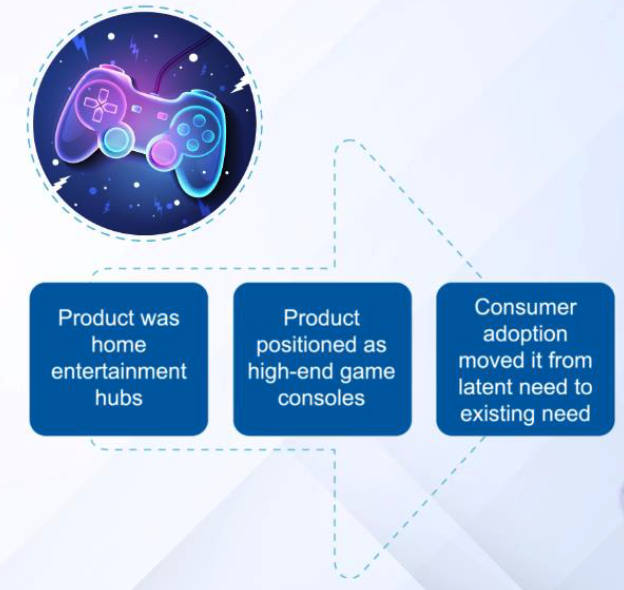 Product was
home
entertainment
hubs
Product
positioned as
high-end game
consoles
Consumer
adoption
moved it from
latent need to
existing need